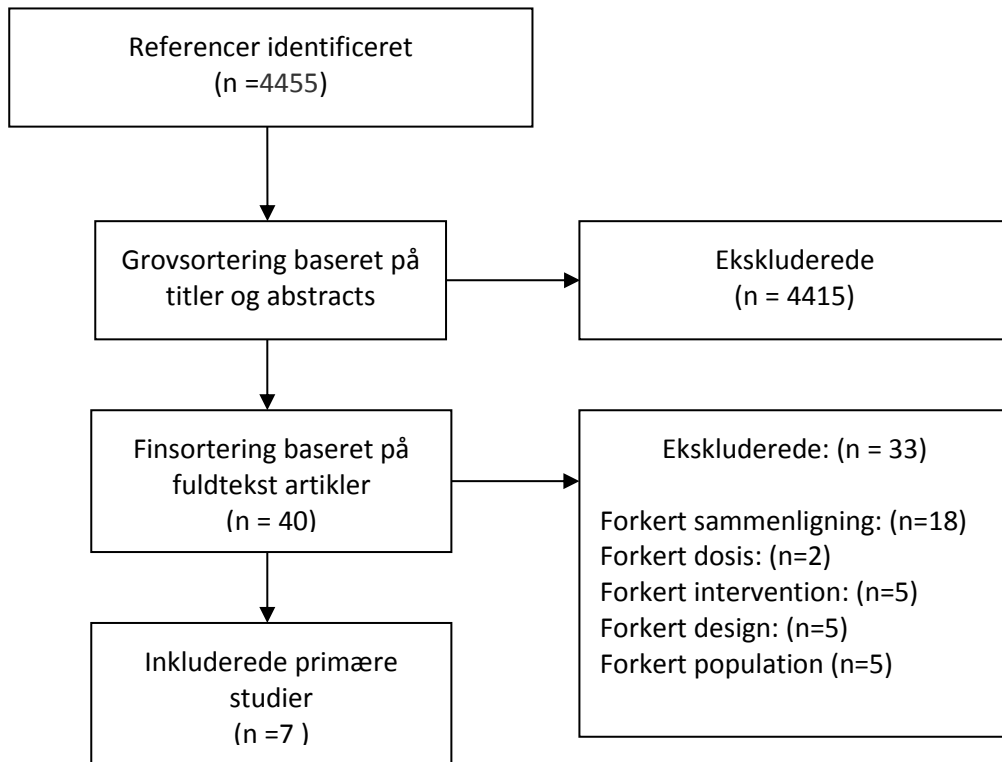 Referencer identificeret
(n =4455)
Grovsortering baseret på
titler og abstracts
Ekskluderede
(n = 4415)
Finsortering baseret på
fuldtekst artikler
(n = 40)
Ekskluderede: (n = 33)
Forkert sammenligning: (n=18)
Forkert dosis: (n=2)
Forkert intervention: (n=5)
Forkert design: (n=5)
Forkert population (n=5)
Inkluderede primære
studier
(n =7 )